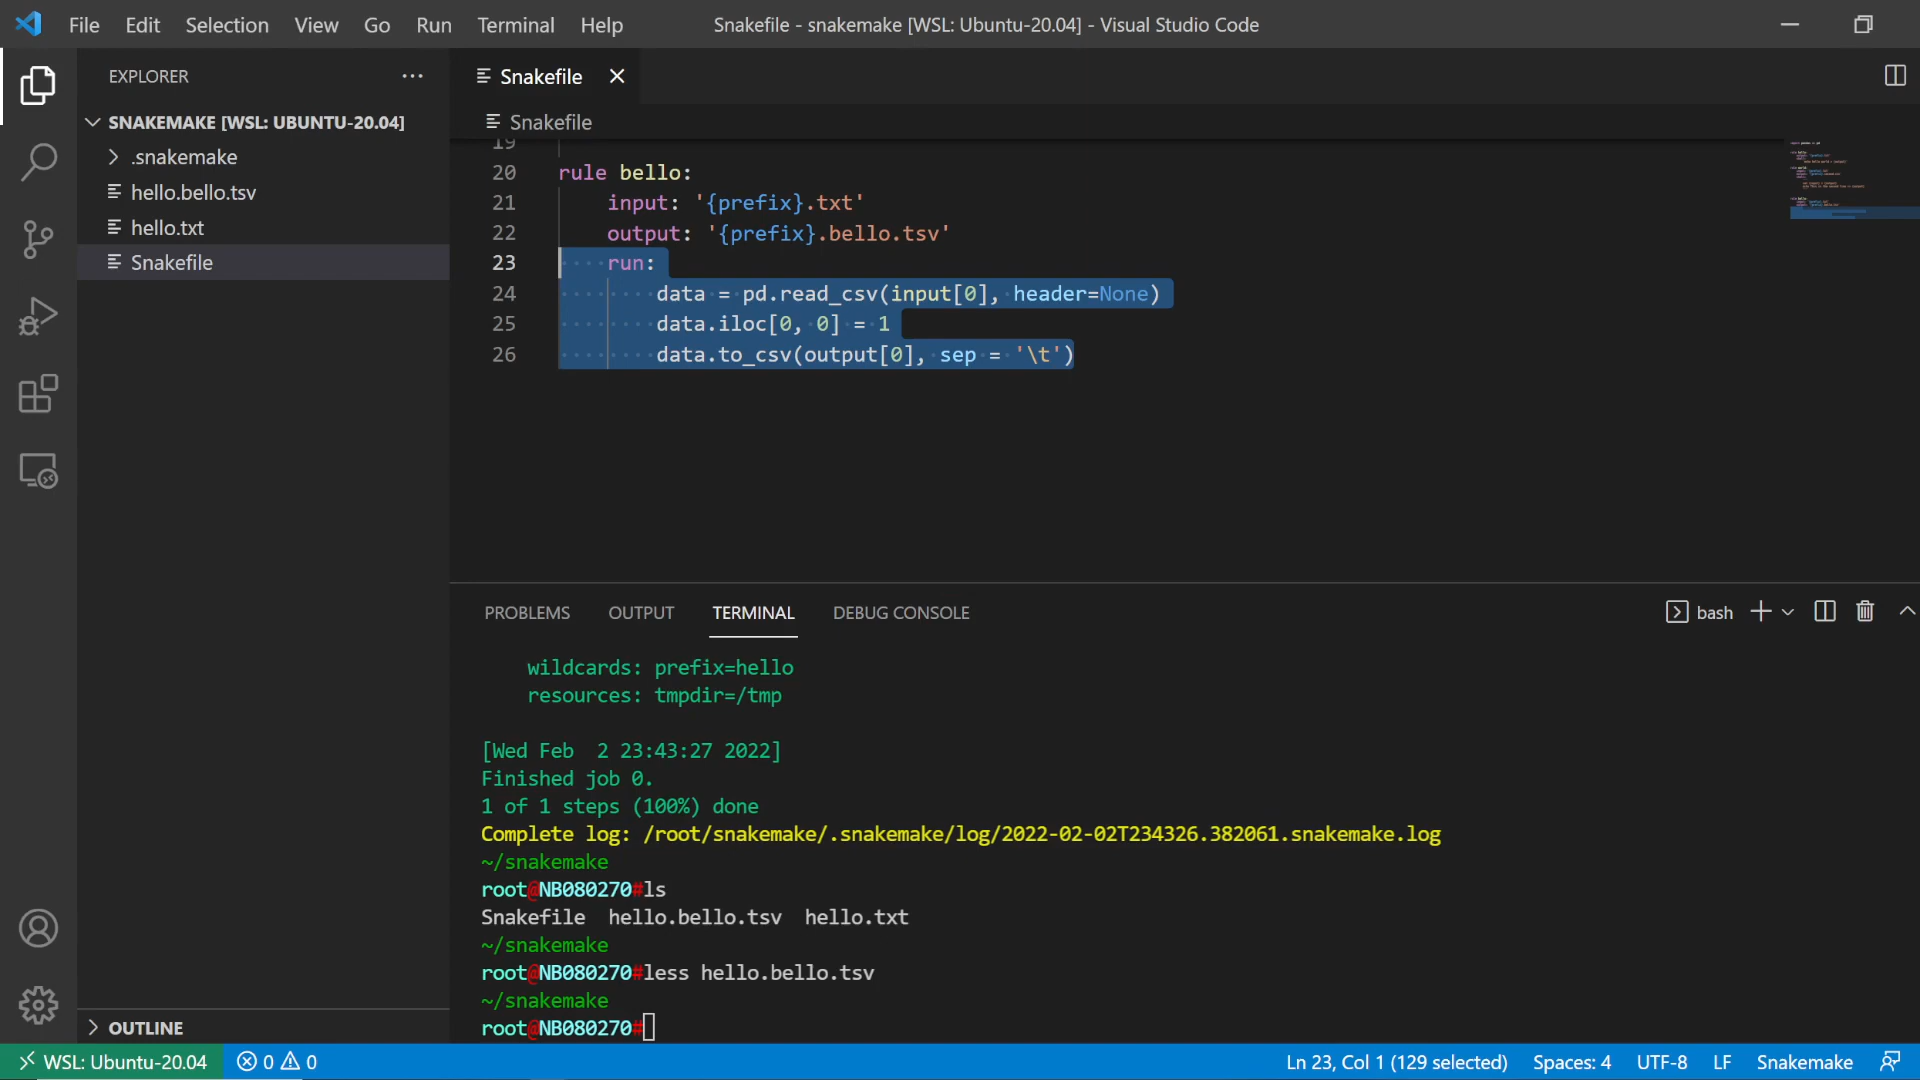 File Edit Selection View Go Run Terminal Help
Snakefile - snakemake [WSL: Ubuntu-20.04] - Visual Studio Code
EXPLORER ···
SNAKEMAKE [WSL: UBUNTU-20.04]
.snakemake
hello.bello.tsv
hello.txt
Snakefile
OUTLINE
Snakefile
Snakefile
19
20 rule bello:
21 input: '{prefix}.txt'
22 output: '{prefix}.bello.tsv'
23 run:
24 data = pd.read_csv(input[0], header=None)
25 data.iloc[0, 0] = 1
26 data.to_csv(output[0], sep = '\t')
PROBLEMS OUTPUT TERMINAL DEBUG CONSOLE
bash
wildcards: prefix=hello
resources: tmpdir=/tmp
[Wed Feb  2 23:43:27 2022]
Finished job 0.
1 of 1 steps (100%) done
Complete log: /root/snakemake/.snakemake/log/2022-02-02T234326.382061.snakemake.log
~/snakemake
root@NB080270#ls
Snakefile  hello.bello.tsv  hello.txt
~/snakemake
root@NB080270#less hello.bello.tsv
~/snakemake
root@NB080270#
WSL: Ubuntu-20.04 0 0
Ln 23, Col 1 (129 selected) Spaces: 4 UTF-8 LF Snakemake